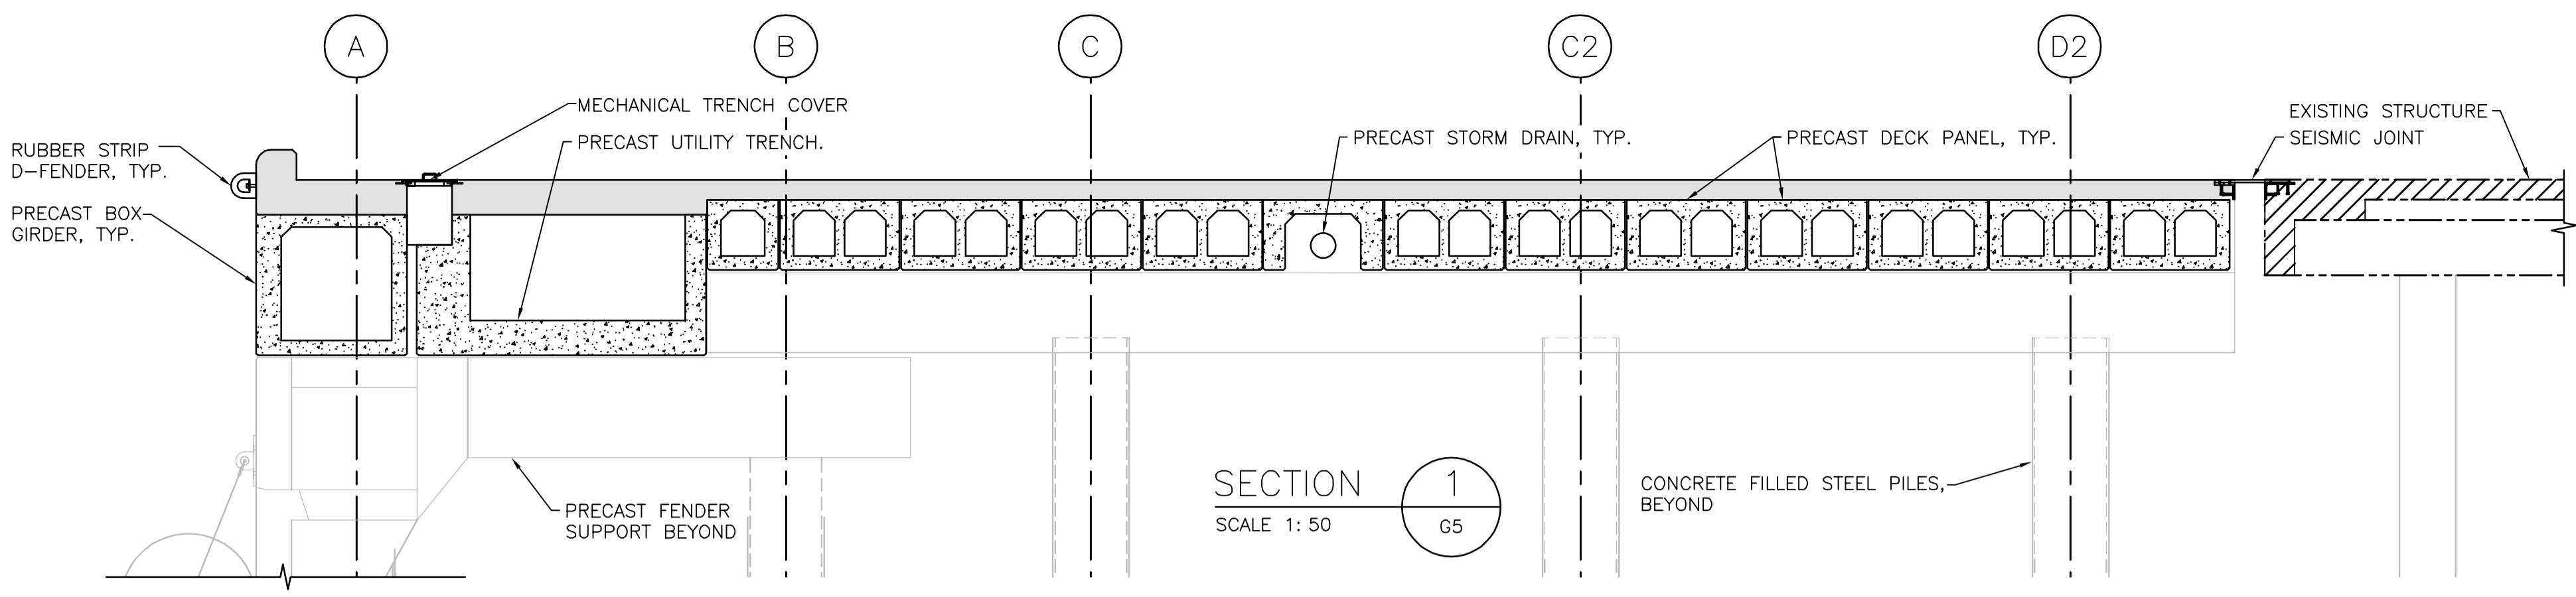 A
B
C
C2
D2
MECHANICAL TRENCH COVER
PRECAST UTILITY TRENCH.
RUBBER STRIP
D-FENDER, TYP.
PRECAST BOX
GIRDER, TYP.
PRECAST STORM DRAIN, TYP.
PRECAST DECK PANEL, TYP.
EXISTING STRUCTURE
SEISMIC JOINT
PRECAST FENDER
SUPPORT BEYOND
SECTION
SCALE 1:50
1
G5
CONCRETE FILLED STEEL PILES,
BEYOND